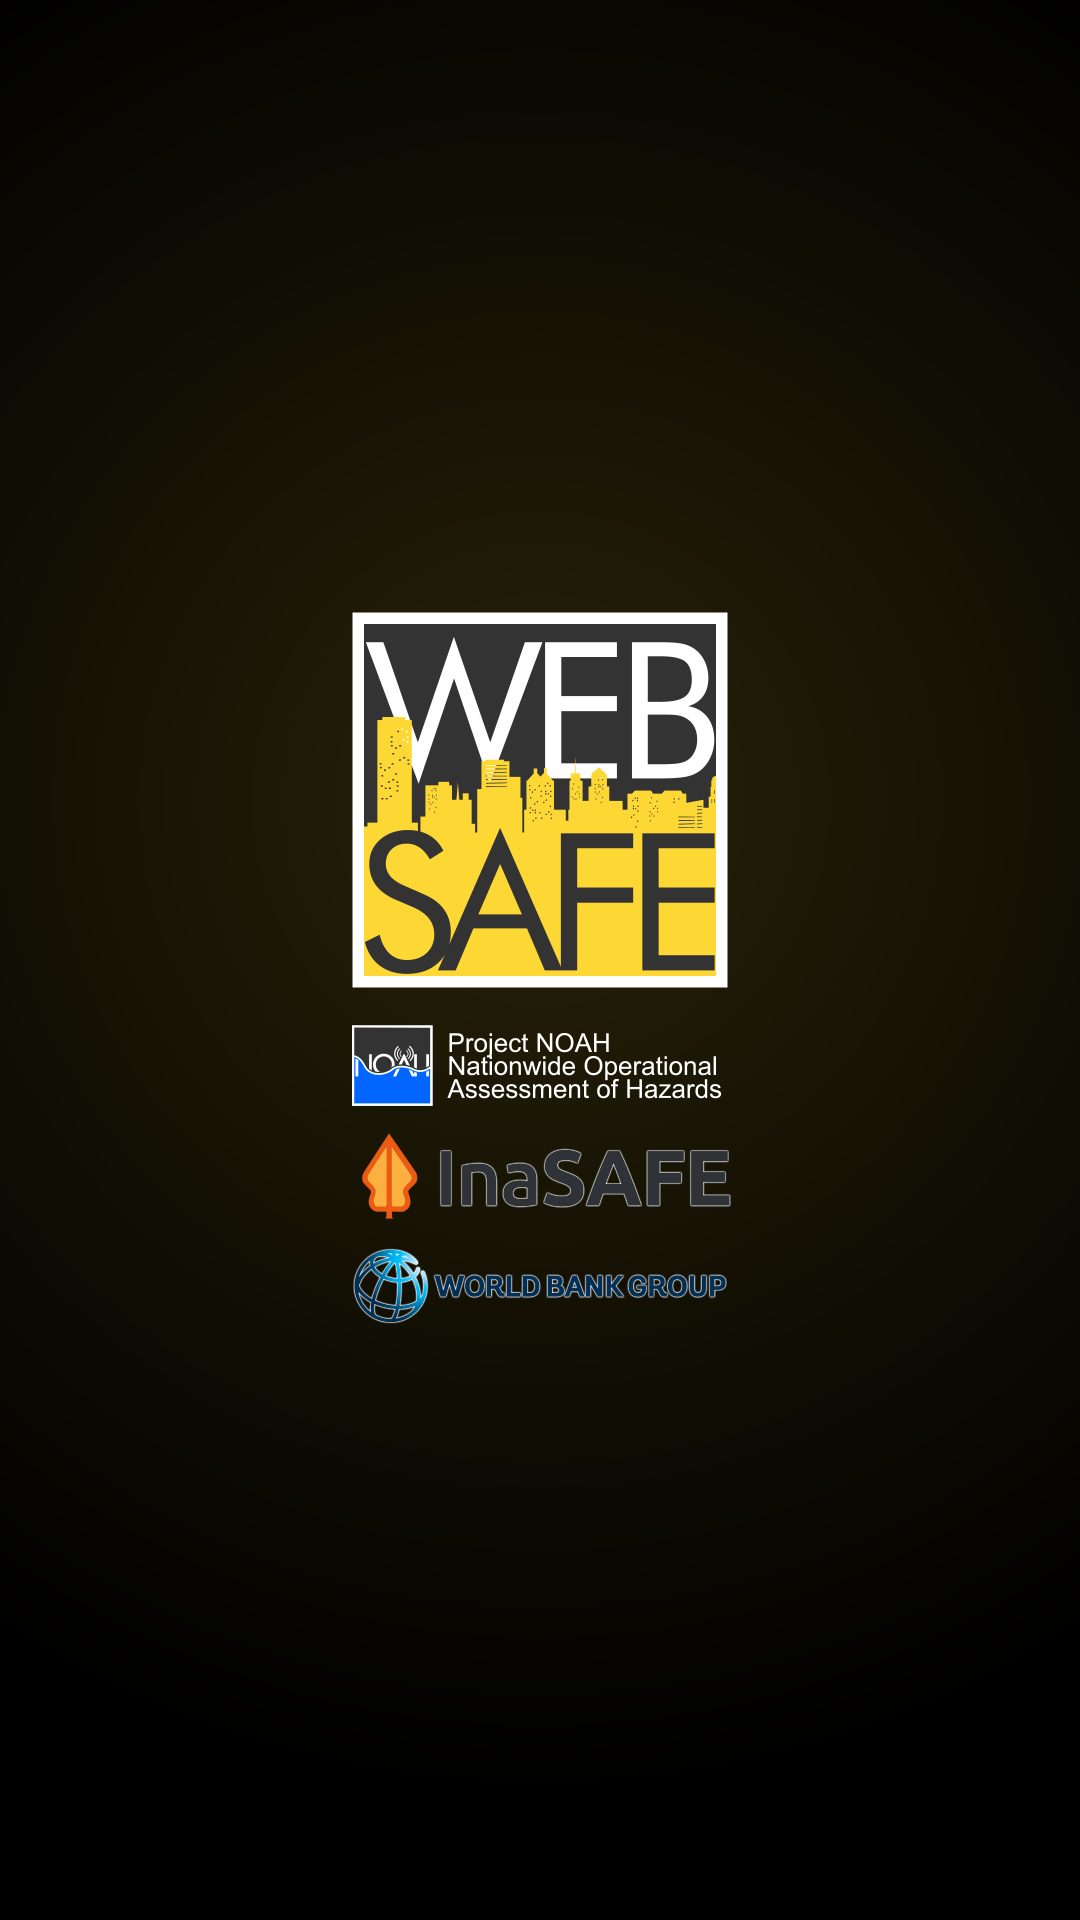 WEB
SAFE
NOAH
Project NOAH
Nationwide Operational
Assessment of Hazards
InaSAFE
WORLD BANK GROUP